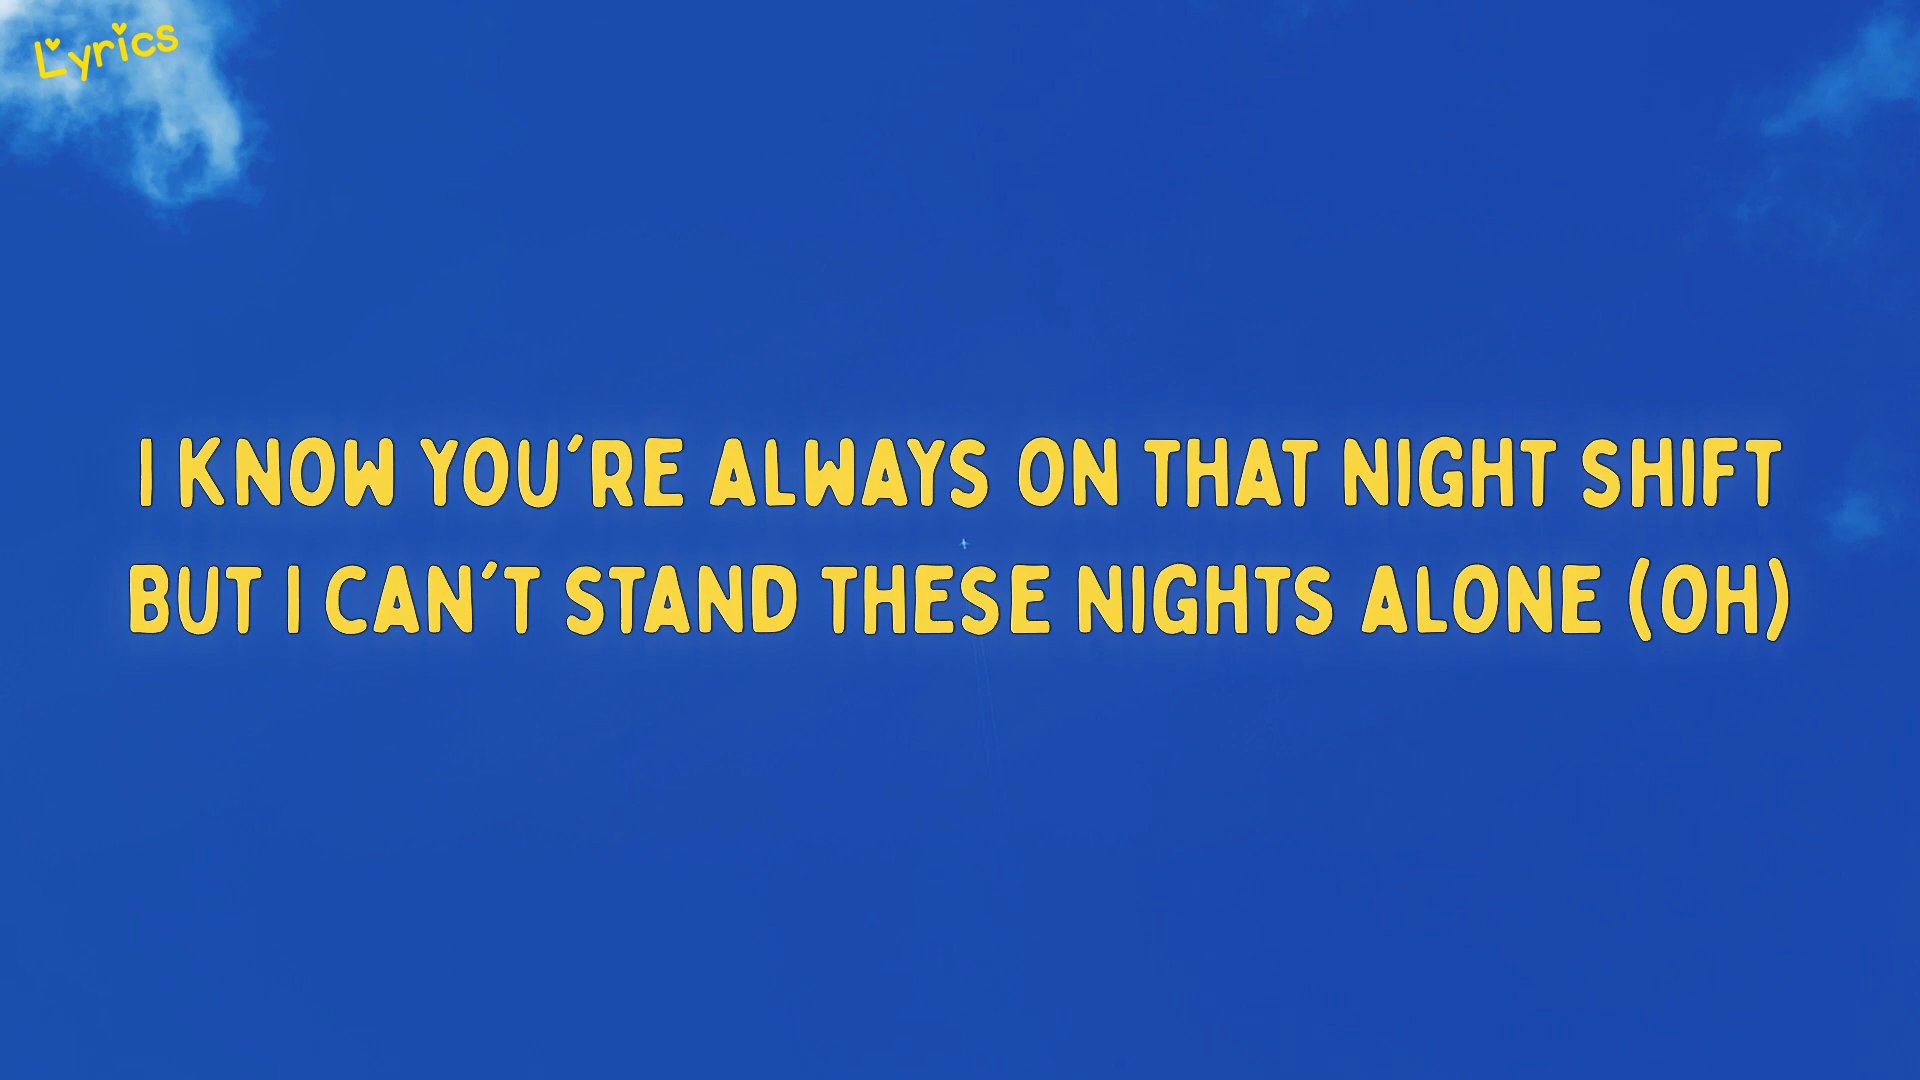 Lyrics
I KNOW YOU'RE ALWAYS ON THAT NIGHT SHIFT
BUT I CAN'T STAND THESE NIGHTS ALONE (OH)